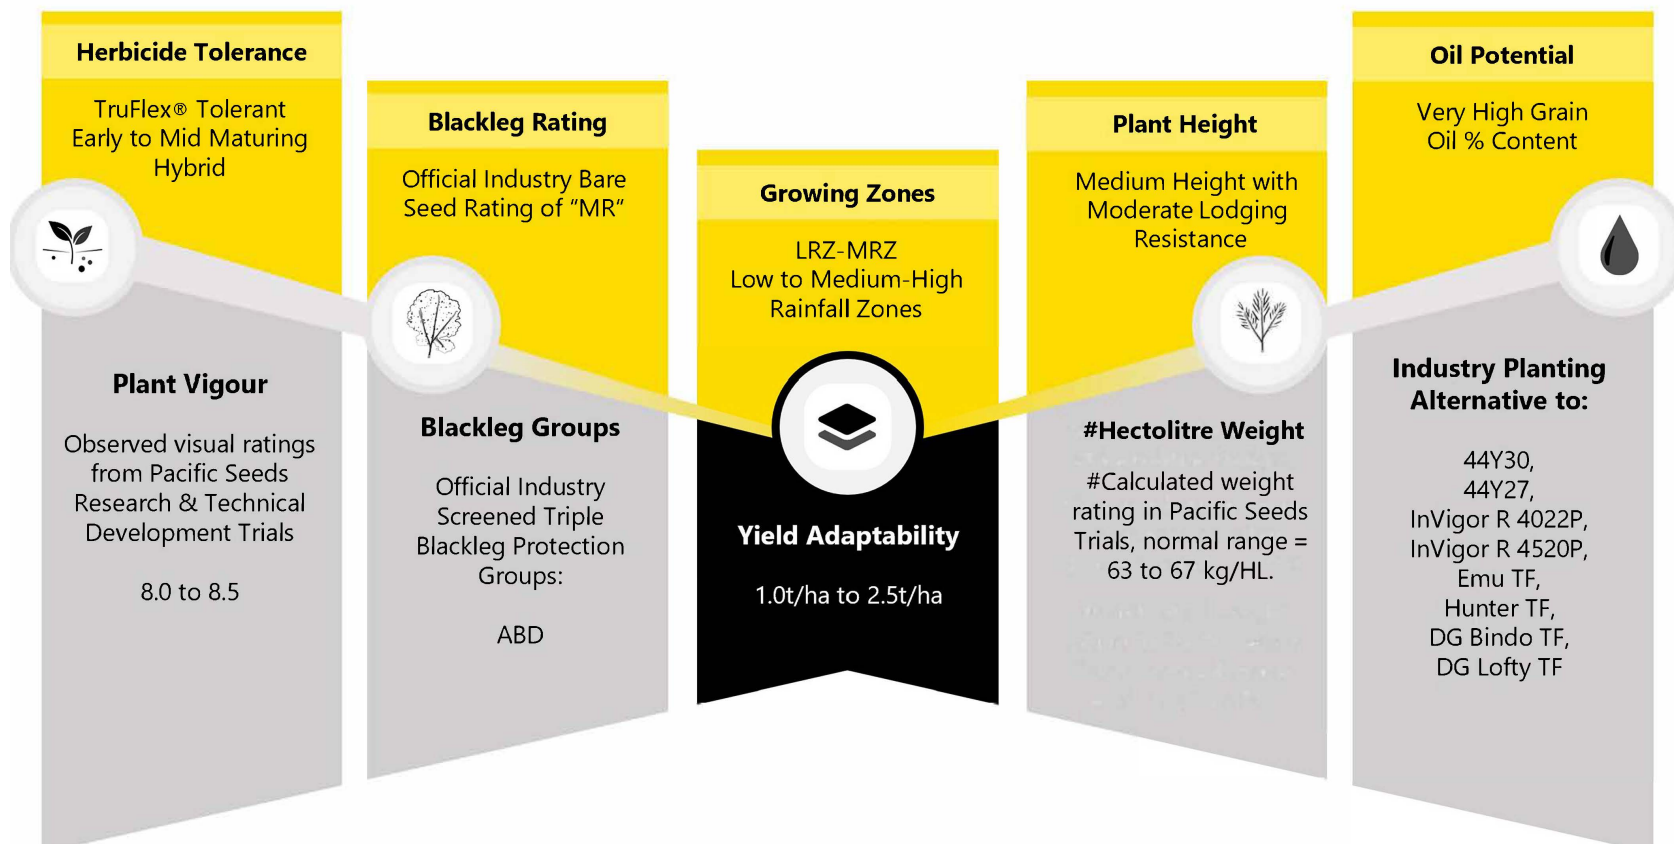 Herbicide Tolerance
TruFlex® Tolerant
Early to Mid Maturing
Hybrid
Plant Vigour
Observed visual ratings
from Pacific Seeds
Research & Technical
Development Trials
8.0 to 8.5
Blackleg Rating
Official Industry Bare
Seed Rating of “MR“
Blackleg Groups
Official Industry
Screened Triple
Blackleg Protection
Groups:
ABD
Growing Zones
LRZ-MRZ
Low to Medium-High
Rainfall Zones
Yield Adaptability
1.0t/ha to 2.5t/ha
Plant Height
Medium Height with
Moderate Lodging
Resistance
#Hectolitre Weight
#Calculated weight
rating in Pacific Seeds
Trials, normal range =
63 to 67 kg/HL.
Oil Potential
Very High Grain
Oil % Content
Industry Planting
Alternative to:
44Y30,
44Y27,
InVigor R 4022P,
InVigor R 4520P,
Emu TF,
Hunter TF,
DG Bindo TF,
DG Lofty TF